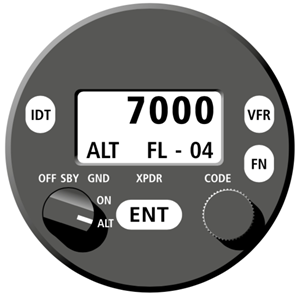 7000
IDT
VFR
ALT FL - 04
FN
OFF SBY GND XPDR CODE
ON
ENT
ALT